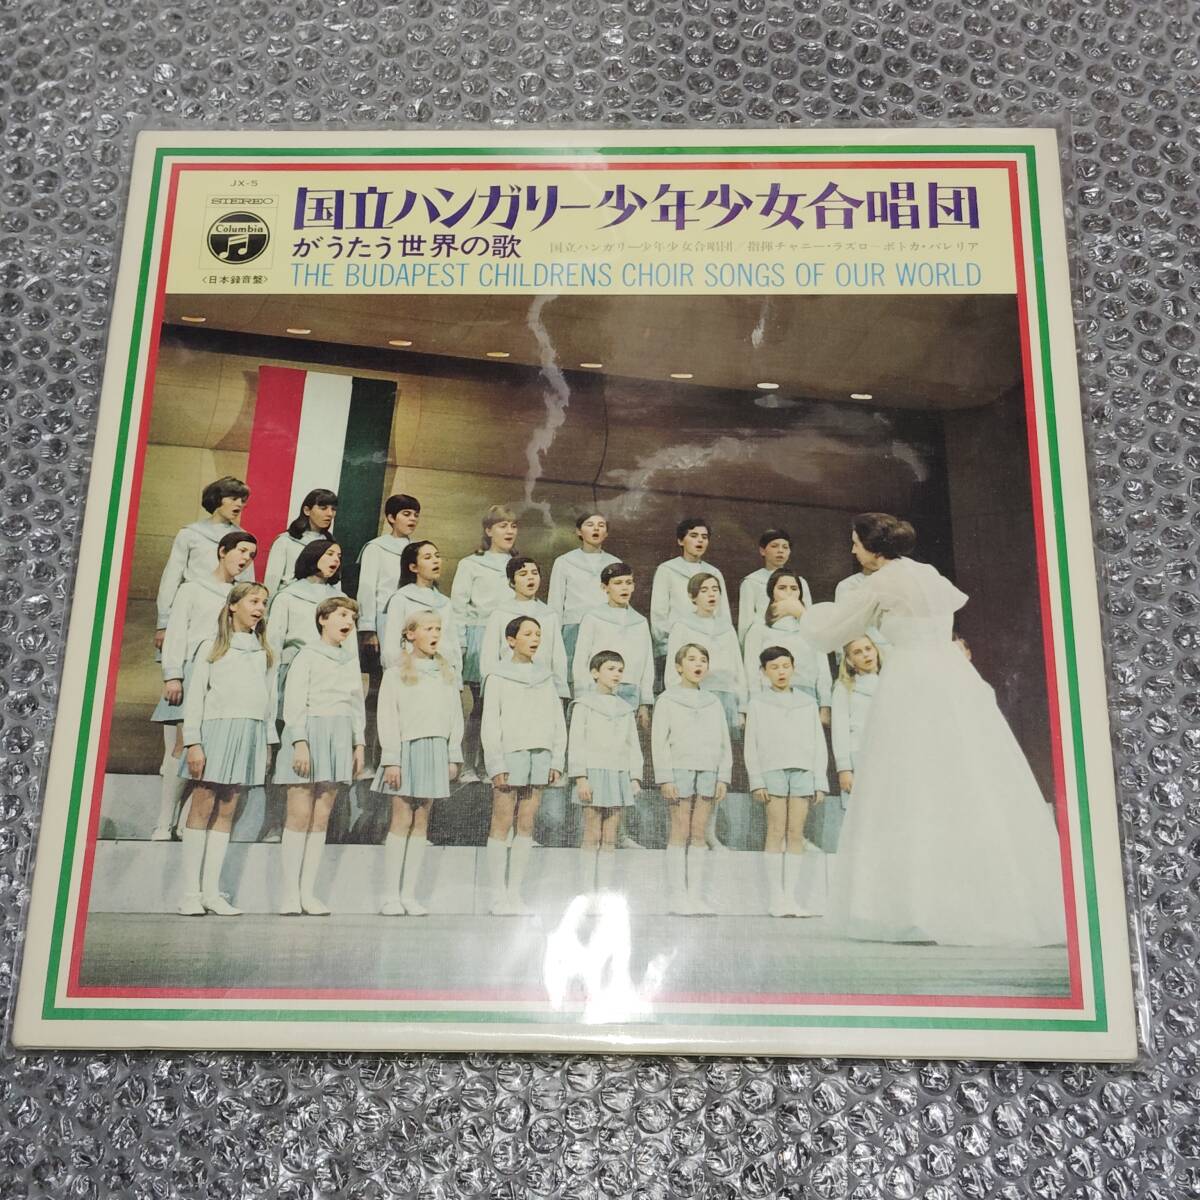 JX-5
STEREO
Columbia
〈日本録音盤〉
国立ハンガリー少年少女合唱団
がうたう世界の歌
国立ハンガリー少年少女合唱団／指揮チャニー・ラズロ―ボトカ・バレリア
THE BUDAPEST CHILDRENS CHOIR SONGS OF OUR WORLD